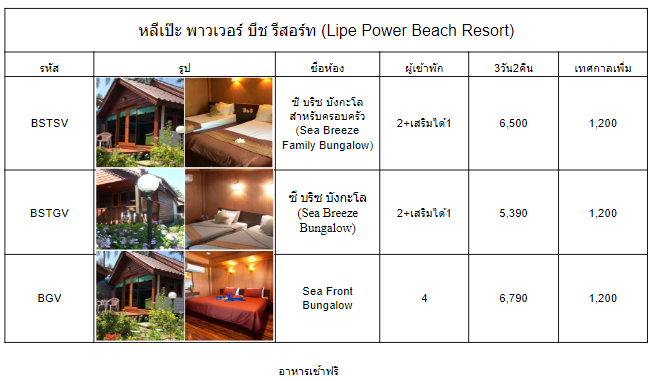 หลีเป๊ะ พาวเวอร์ บีช รีสอร์ท (Lipe Power Beach Resort)
รหัส รูป ชื่อห้อง ผู้เข้าพัก 3วัน2คืน เทศกาลเพิ่ม
BSTSV
ซี บริช บังกะโล
สำหรับครอบครัว
(Sea Breeze
Family Bungalow)
2+เสริมได้1 6,500 1,200
BSTGV
ซี บริช บังกะโล
(Sea Breeze
Bungalow)
2+เสริมได้1 5,390 1,200
BGV
Sea Front
Bungalow
4 6,790 1,200
อาหารเช้าฟรี